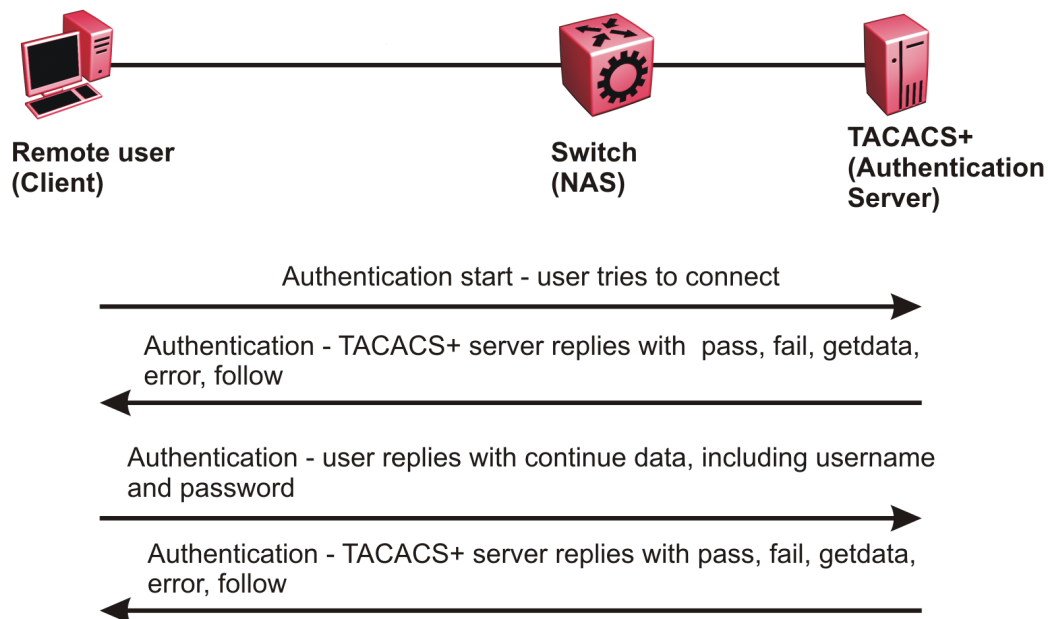 Remote user
(Client)
Switch
(NAS)
TACACS+
(Authentication
Server)
Authentication start - user tries to connect
Authentication - TACACS+ server replies with pass, fail, getdata,
error, follow
Authentication - user replies with continue data, including username
and password
Authentication - TACACS+ server replies with pass, fail, getdata,
error, follow